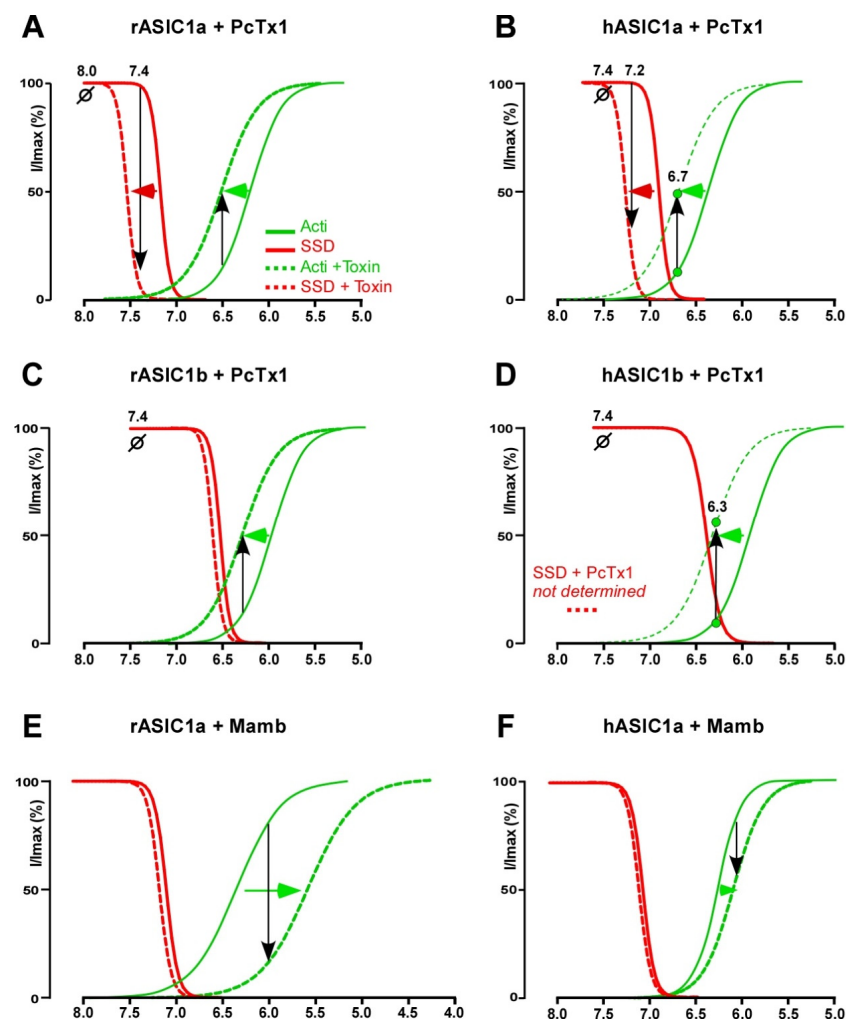 A
rASIC1a + PcTx1
8.0 7.4
Ø
I/Imax (%)
100
50
0
Acti
SSD
Acti +Toxin
SSD + Toxin
8.0 7.5 7.0 6.5 6.0 5.5 5.0
B
hASIC1a + PcTx1
7.4 7.2
Ø
I/Imax (%)
100
50
0
6.7
8.0 7.5 7.0 6.5 6.0 5.5 5.0
C
rASIC1b + PcTx1
7.4
Ø
I/Imax (%)
100
50
0
8.0 7.5 7.0 6.5 6.0 5.5 5.0
D
hASIC1b + PcTx1
7.4
Ø
I/Imax (%)
100
50
0
6.3
SSD + PcTx1
not determined
8.0 7.5 7.0 6.5 6.0 5.5 5.0
E
rASIC1a + Mamb
I/Imax (%)
100
50
0
8.0 7.5 7.0 6.5 6.0 5.5 5.0 4.5 4.0
F
hASIC1a + Mamb
I/Imax (%)
100
50
0
8.0 7.5 7.0 6.5 6.0 5.5 5.0